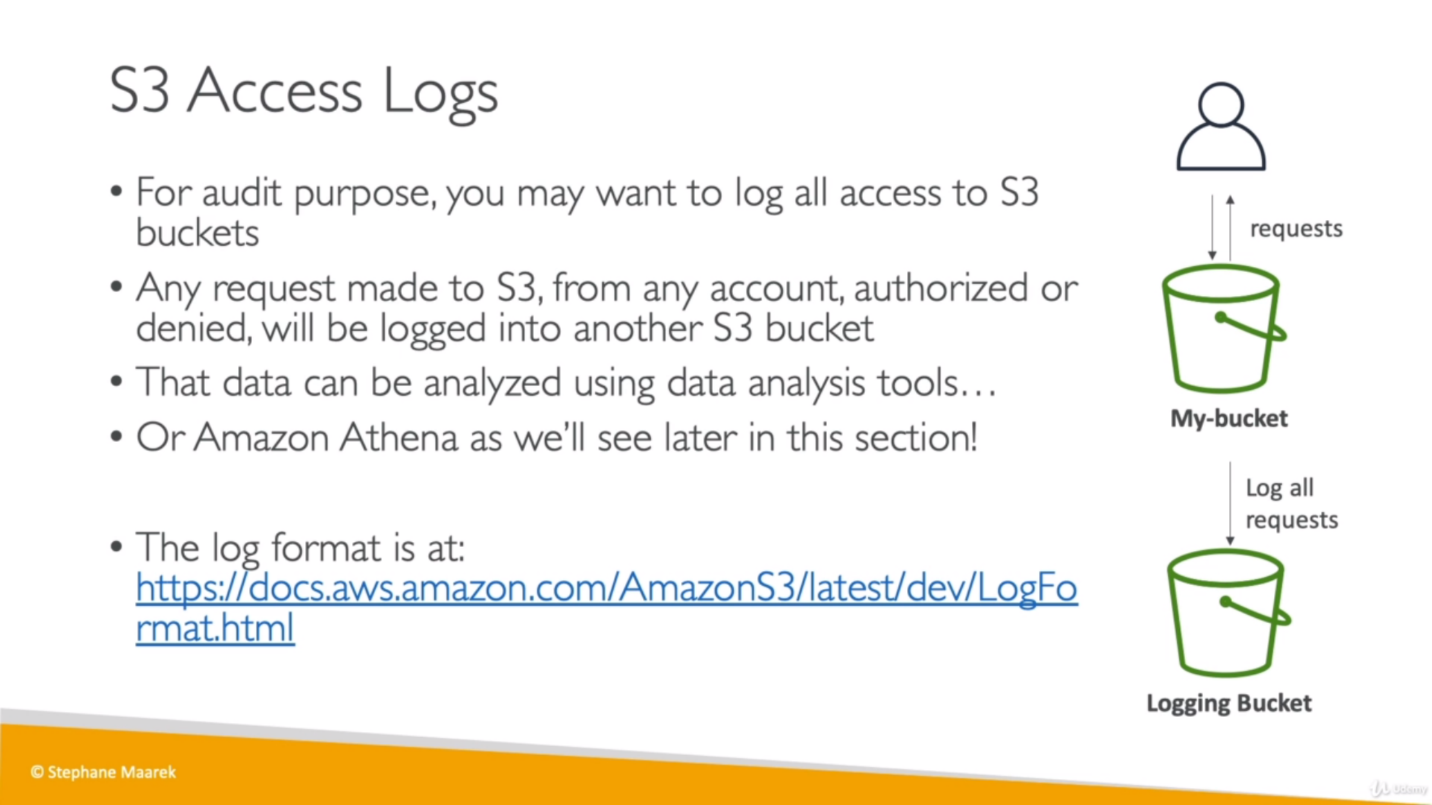 S3 Access Logs
• For audit purpose, you may want to log all access to S3
buckets
• Any request made to S3, from any account, authorized or
denied, will be logged into another S3 bucket
• That data can be analyzed using data analysis tools…
• Or Amazon Athena as we'll see later in this section!
• The log format is at:
https://docs.aws.amazon.com/AmazonS3/latest/dev/LogFo
rmat.html
requests
My-bucket
Log all
requests
Logging Bucket
© Stephane Maarek
Udemy